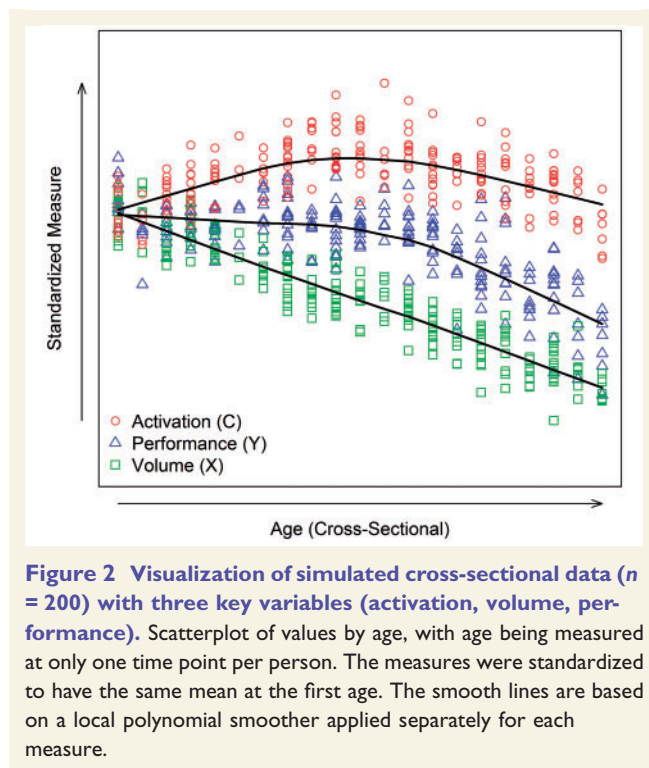 Standardized Measure
Activation (C)
Performance (Y)
Volume (X)
Age (Cross-Sectional)
Figure 2 Visualization of simulated cross-sectional data (n
= 200) with three key variables (activation, volume, per-
formance). Scatterplot of values by age, with age being measured
at only one time point per person. The measures were standardized
to have the same mean at the first age. The smooth lines are based
on a local polynomial smoother applied separately for each
measure.